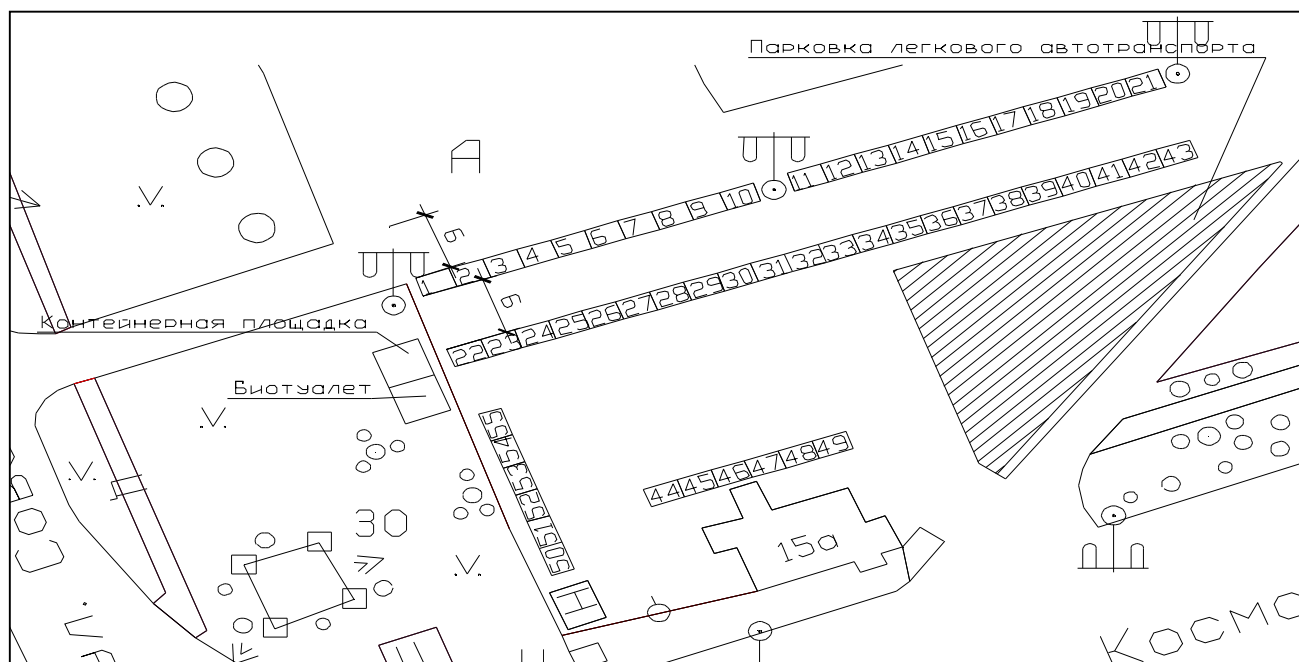 Парковка легкового автотранспорта
А
1 2 3 4 5 6 7 8 9 10 11 12 13 14 15 16 17 18 19 20 21
6
6
22 23 24 25 26 27 28 29 30 31 32 33 34 35 36 37 38 39 40 41 42 43
Контейнерная площадка
Биотуалет
55 54 53 52 51 50
44 45 46 47 48 49
30
15а
Н
КОСМО